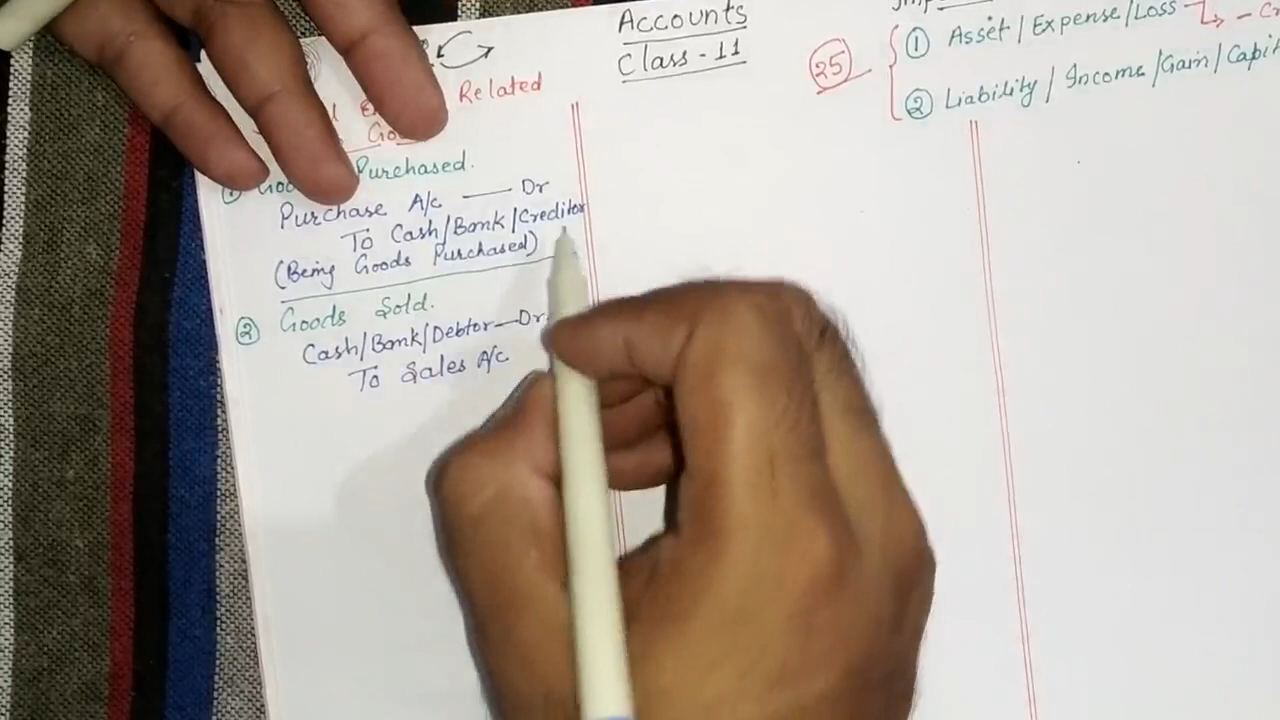 Accounts
Class - 11
25
① Asset/Expense/Loss
② Liability/Income/Gain/
Related
Purchased.
Purchase A/c —— Dr
To Cash/Bank/Creditor
(Being Goods Purchased)
② Goods Sold.
Cash/Bank/Debtor—Dr
To Sales A/c